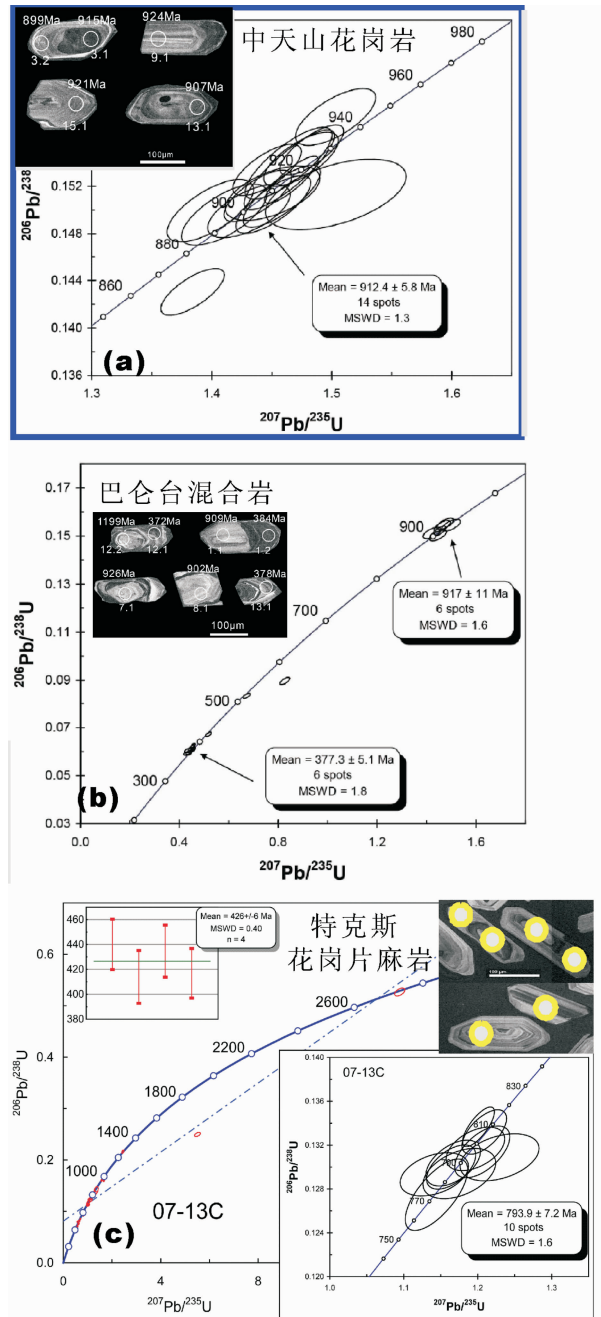 899Ma 915Ma 924Ma
3.2 3.1 9.1
921Ma 907Ma
15.1 13.1
100μm
中天山花岗岩
980
960
940
920
900
880
860
0.152
0.148
0.144
0.140
0.136
206Pb/238
Mean = 912.4 ± 5.8 Ma
14 spots
MSWD = 1.3
(a)
1.3 1.4 1.5 1.6
207Pb/235U
巴仑台混合岩
0.17
0.15
0.13
0.11
0.09
0.07
0.05
0.03
206Pb/238U
1199Ma 372Ma 909Ma 384Ma
12.2 12.1 1.1 1.2
926Ma 902Ma 378Ma
7.1 8.1 13.1
100μm
900
700
500
300
Mean = 917 ± 11 Ma
6 spots
MSWD = 1.6
Mean = 377.3 ± 5.1 Ma
6 spots
MSWD = 1.8
(b)
0.0 0.4 0.8 1.2 1.6
207Pb/235U
特克斯
花岗片麻岩
460
440
420
400
380
Mean = 426+/-6 Ma
MSWD = 0.40
n = 4
0.6
0.4
0.2
0.0
206Pb/238U
2600
2200
1800
1400
1000
07-13C
(c)
0 4 8
207Pb/235U
100 μm
07-13C
0.140
0.136
0.132
0.128
0.124
0.120
206Pb/238U
830
810
770
750
Mean = 793.9 ± 7.2 Ma
10 spots
MSWD = 1.6
1.0 1.1 1.2 1.3
207Pb/235U